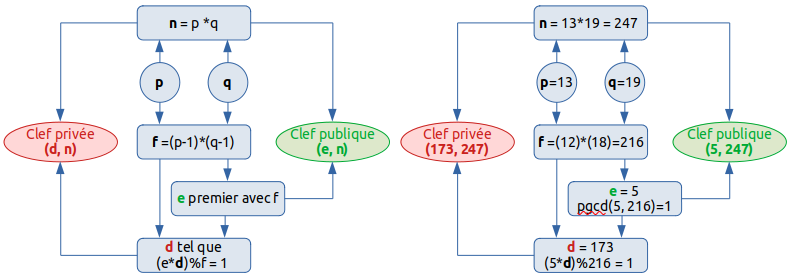 n = p *q
p
q
Clef privée
(d, n)
f =(p-1)*(q-1)
Clef publique
(e, n)
e premier avec f
d tel que
(e*d)%f = 1
n = 13*19 = 247
p=13
q=19
Clef privée
(173, 247)
f =(12)*(18)=216
Clef publique
(5, 247)
e = 5
pgcd(5, 216)=1
d = 173
(5*d)%216 = 1